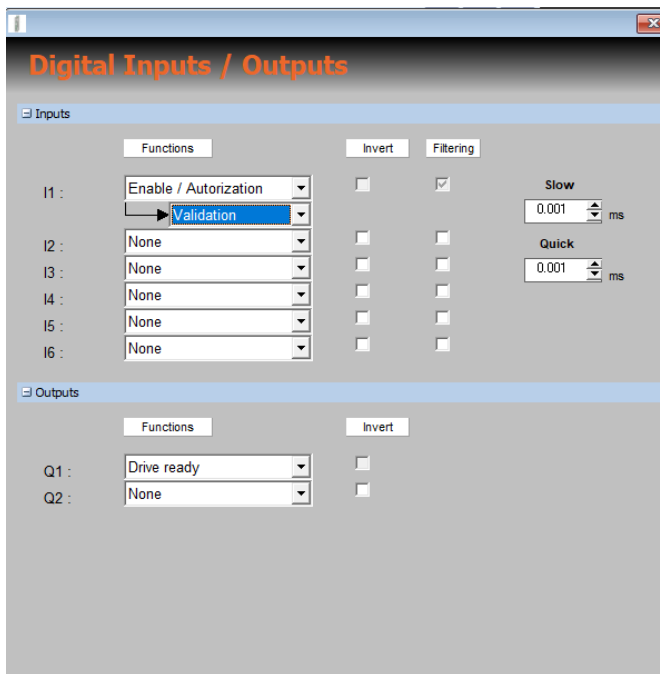 Digital Inputs / Outputs
Inputs
Functions Invert Filtering
I1 : Enable / Autorization Slow
Validation 0.001 ms
I2 : None Quick
I3 : None 0.001 ms
I4 : None
I5 : None
I6 : None
Outputs
Functions Invert
Q1 : Drive ready
Q2 : None